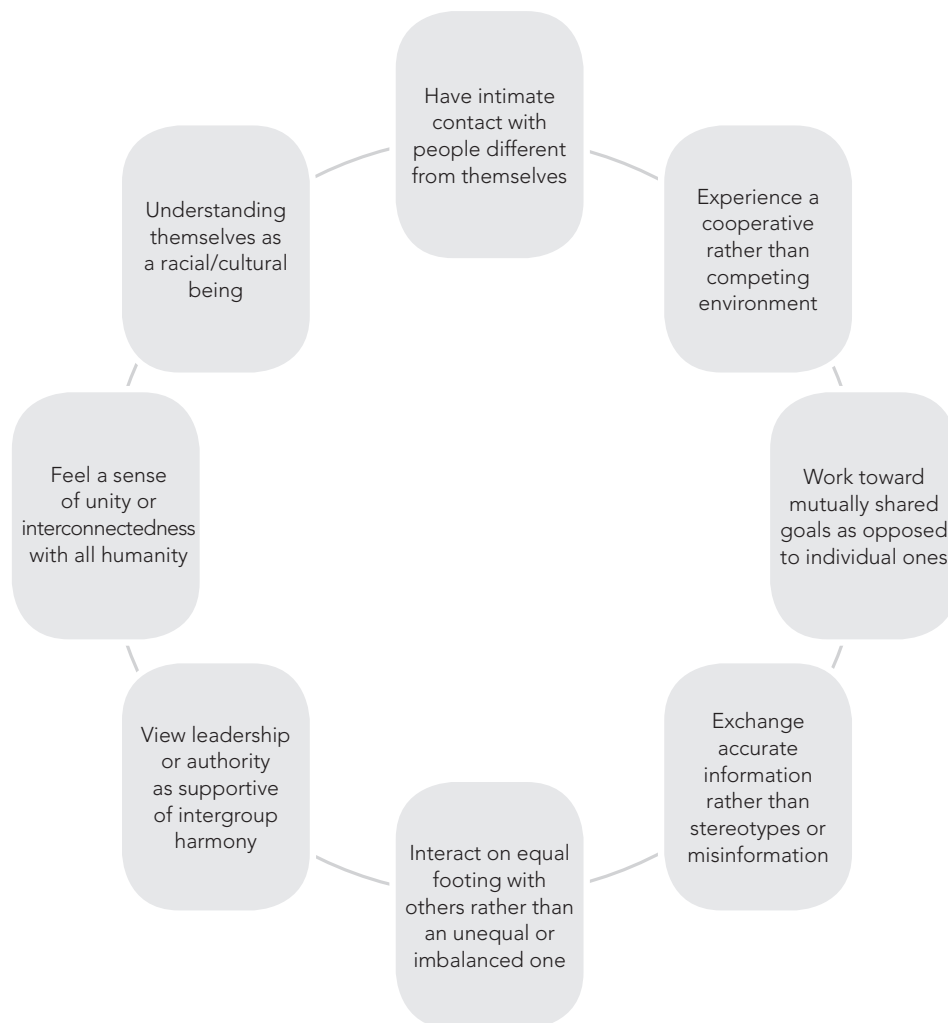 Have intimate
contact with
people different
from themselves
Experience a
cooperative
rather than
competing
environment
Work toward
mutually shared
goals as opposed
to individual ones
Exchange
accurate
information
rather than
stereotypes or
misinformation
Interact on equal
footing with
others rather than
an unequal or
imbalanced one
View leadership
or authority
as supportive
of intergroup
harmony
Feel a sense
of unity or
interconnectedness
with all humanity
Understanding
themselves as
a racial/cultural
being